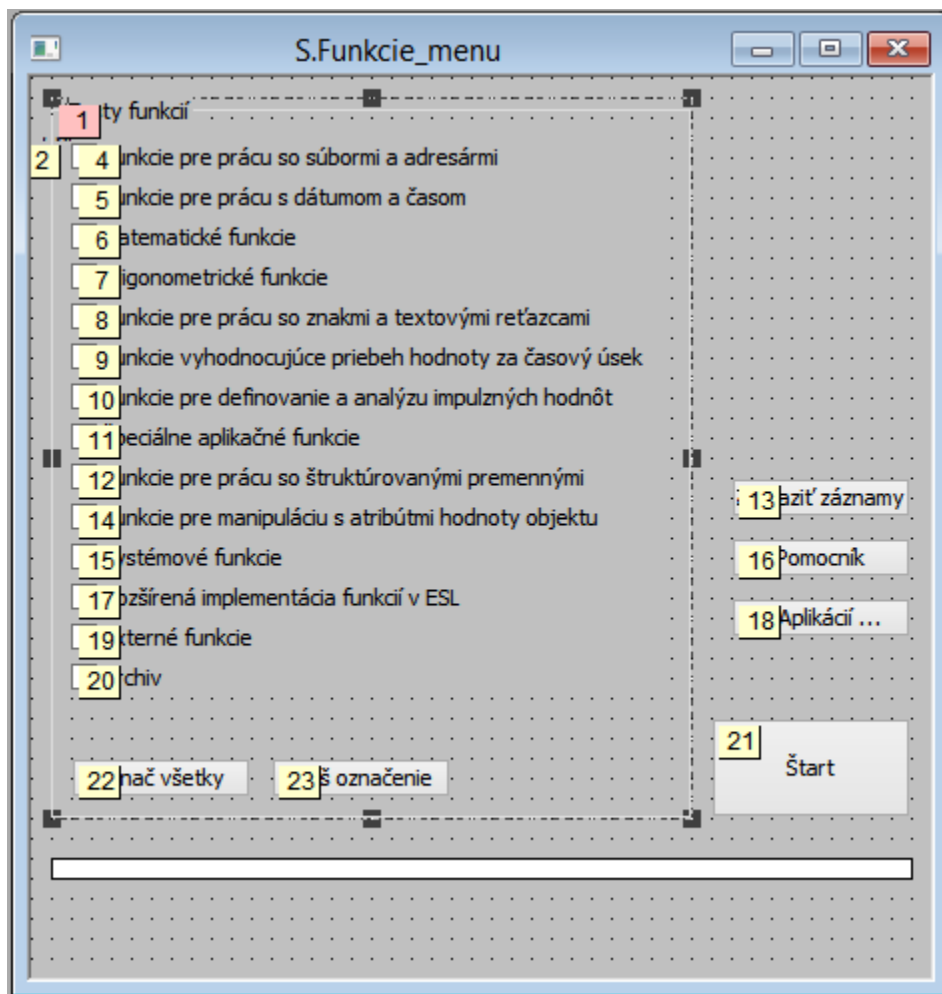 S.Funkcie_menu
1 ty funkcií
2 4 unkcie pre prácu so súbormi a adresármi
5 unkcie pre prácu s dátumom a časom
6 atematické funkcie
7 igonometrické funkcie
8 unkcie pre prácu so znakmi a textovými reťazcami
9 unkcie vyhodnocujúce priebeh hodnoty za časový úsek
10 unkcie pre definovanie a analýzu impulzných hodnôt
11 peciálne aplikačné funkcie
12 unkcie pre prácu so štruktúrovanými premennými
13 aziť záznamy
14 unkcie pre manipuláciu s atribútmi hodnoty objektu
15 ystémové funkcie
16 Pomocník
17 ozšírená implementácia funkcií v ESL
18 Aplikácií ...
19 xterné funkcie
20 rchiv
21
Štart
22 nač všetky
23 š označenie